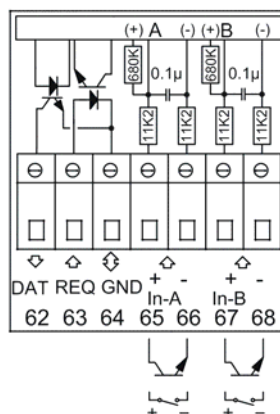 (+) A (-) (+) B (-)
680K 0.1µ 680K 0.1µ
11K2 11K2 11K2 11K2
DAT REQ GND + - + -
In-A In-B
62 63 64 65 66 67 68
+ - + -